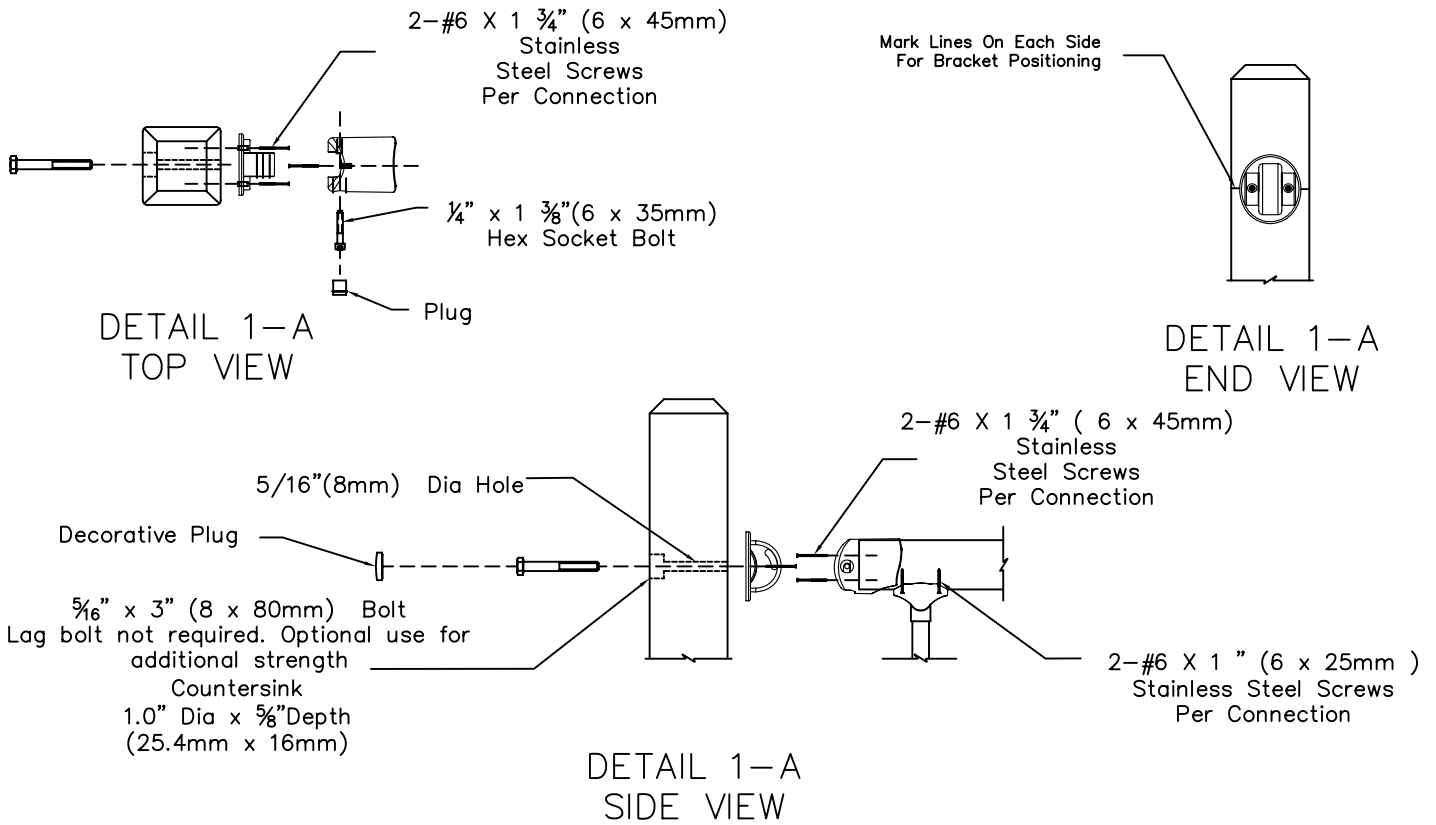 2-#6 X 1 ¾" (6 x 45mm)
Stainless
Steel Screws
Per Connection
¼" x 1 ⅜"(6 x 35mm)
Hex Socket Bolt
Plug
DETAIL 1-A
TOP VIEW
Mark Lines On Each Side
For Bracket Positioning
DETAIL 1-A
END VIEW
5/16"(8mm) Dia Hole
Decorative Plug
5⁄16" x 3" (8 x 80mm) Bolt
Lag bolt not required. Optional use for
additional strength
Countersink
1.0" Dia x ⅝"Depth
(25.4mm x 16mm)
2-#6 X 1 ¾" ( 6 x 45mm)
Stainless
Steel Screws
Per Connection
2-#6 X 1 " (6 x 25mm )
Stainless Steel Screws
Per Connection
DETAIL 1-A
SIDE VIEW